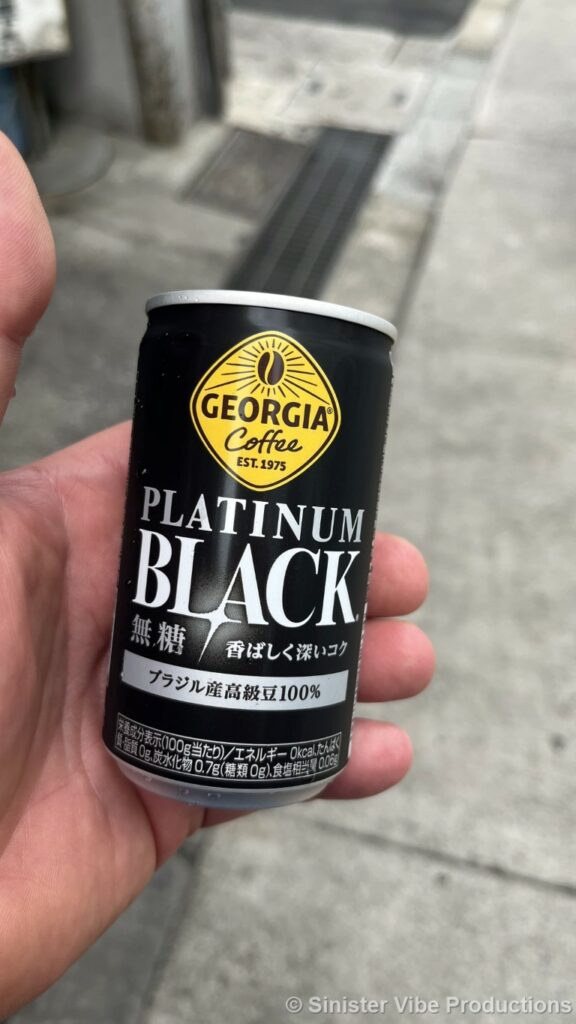 GEORGIA®
Coffee
EST. 1975
PLATINUM
BLACK®
無糖 香ばしく深いコク
ブラジル産高級豆100%
栄養成分表示(100g当たり)/エネルギー 0kcal、たんぱく
質・脂質 0g、炭水化物 0.7g(糖類 0g)、食塩相当量 0.06g
© Sinister Vibe Productions